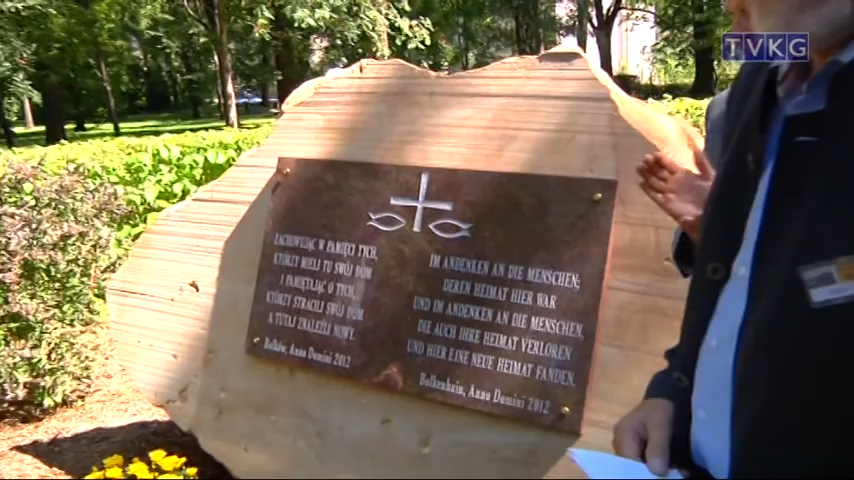 TVKG
ZACHOWUJĄC W PAMIĘCI TYCH,
KTÓRZY MIELI TU SWÓJ DOM
I PAMIĘTAJĄC O TYCH,
KTÓRZY STRACILI SWÓJ
A TUTAJ ZNALEŹLI NOWY.
Bolków, Anno Domini 2012
IM ANDENKEN AN DIE MENSCHEN,
DEREN HEIMAT HIER WAR
UND IM ANDENKEN AN DIE MENSCHEN
DIE AUCH IHRE HEIMAT VERLOREN
UND HIER EINE NEUE HEIMAT FANDEN.
Bolkenhain, Anno Domini 2012